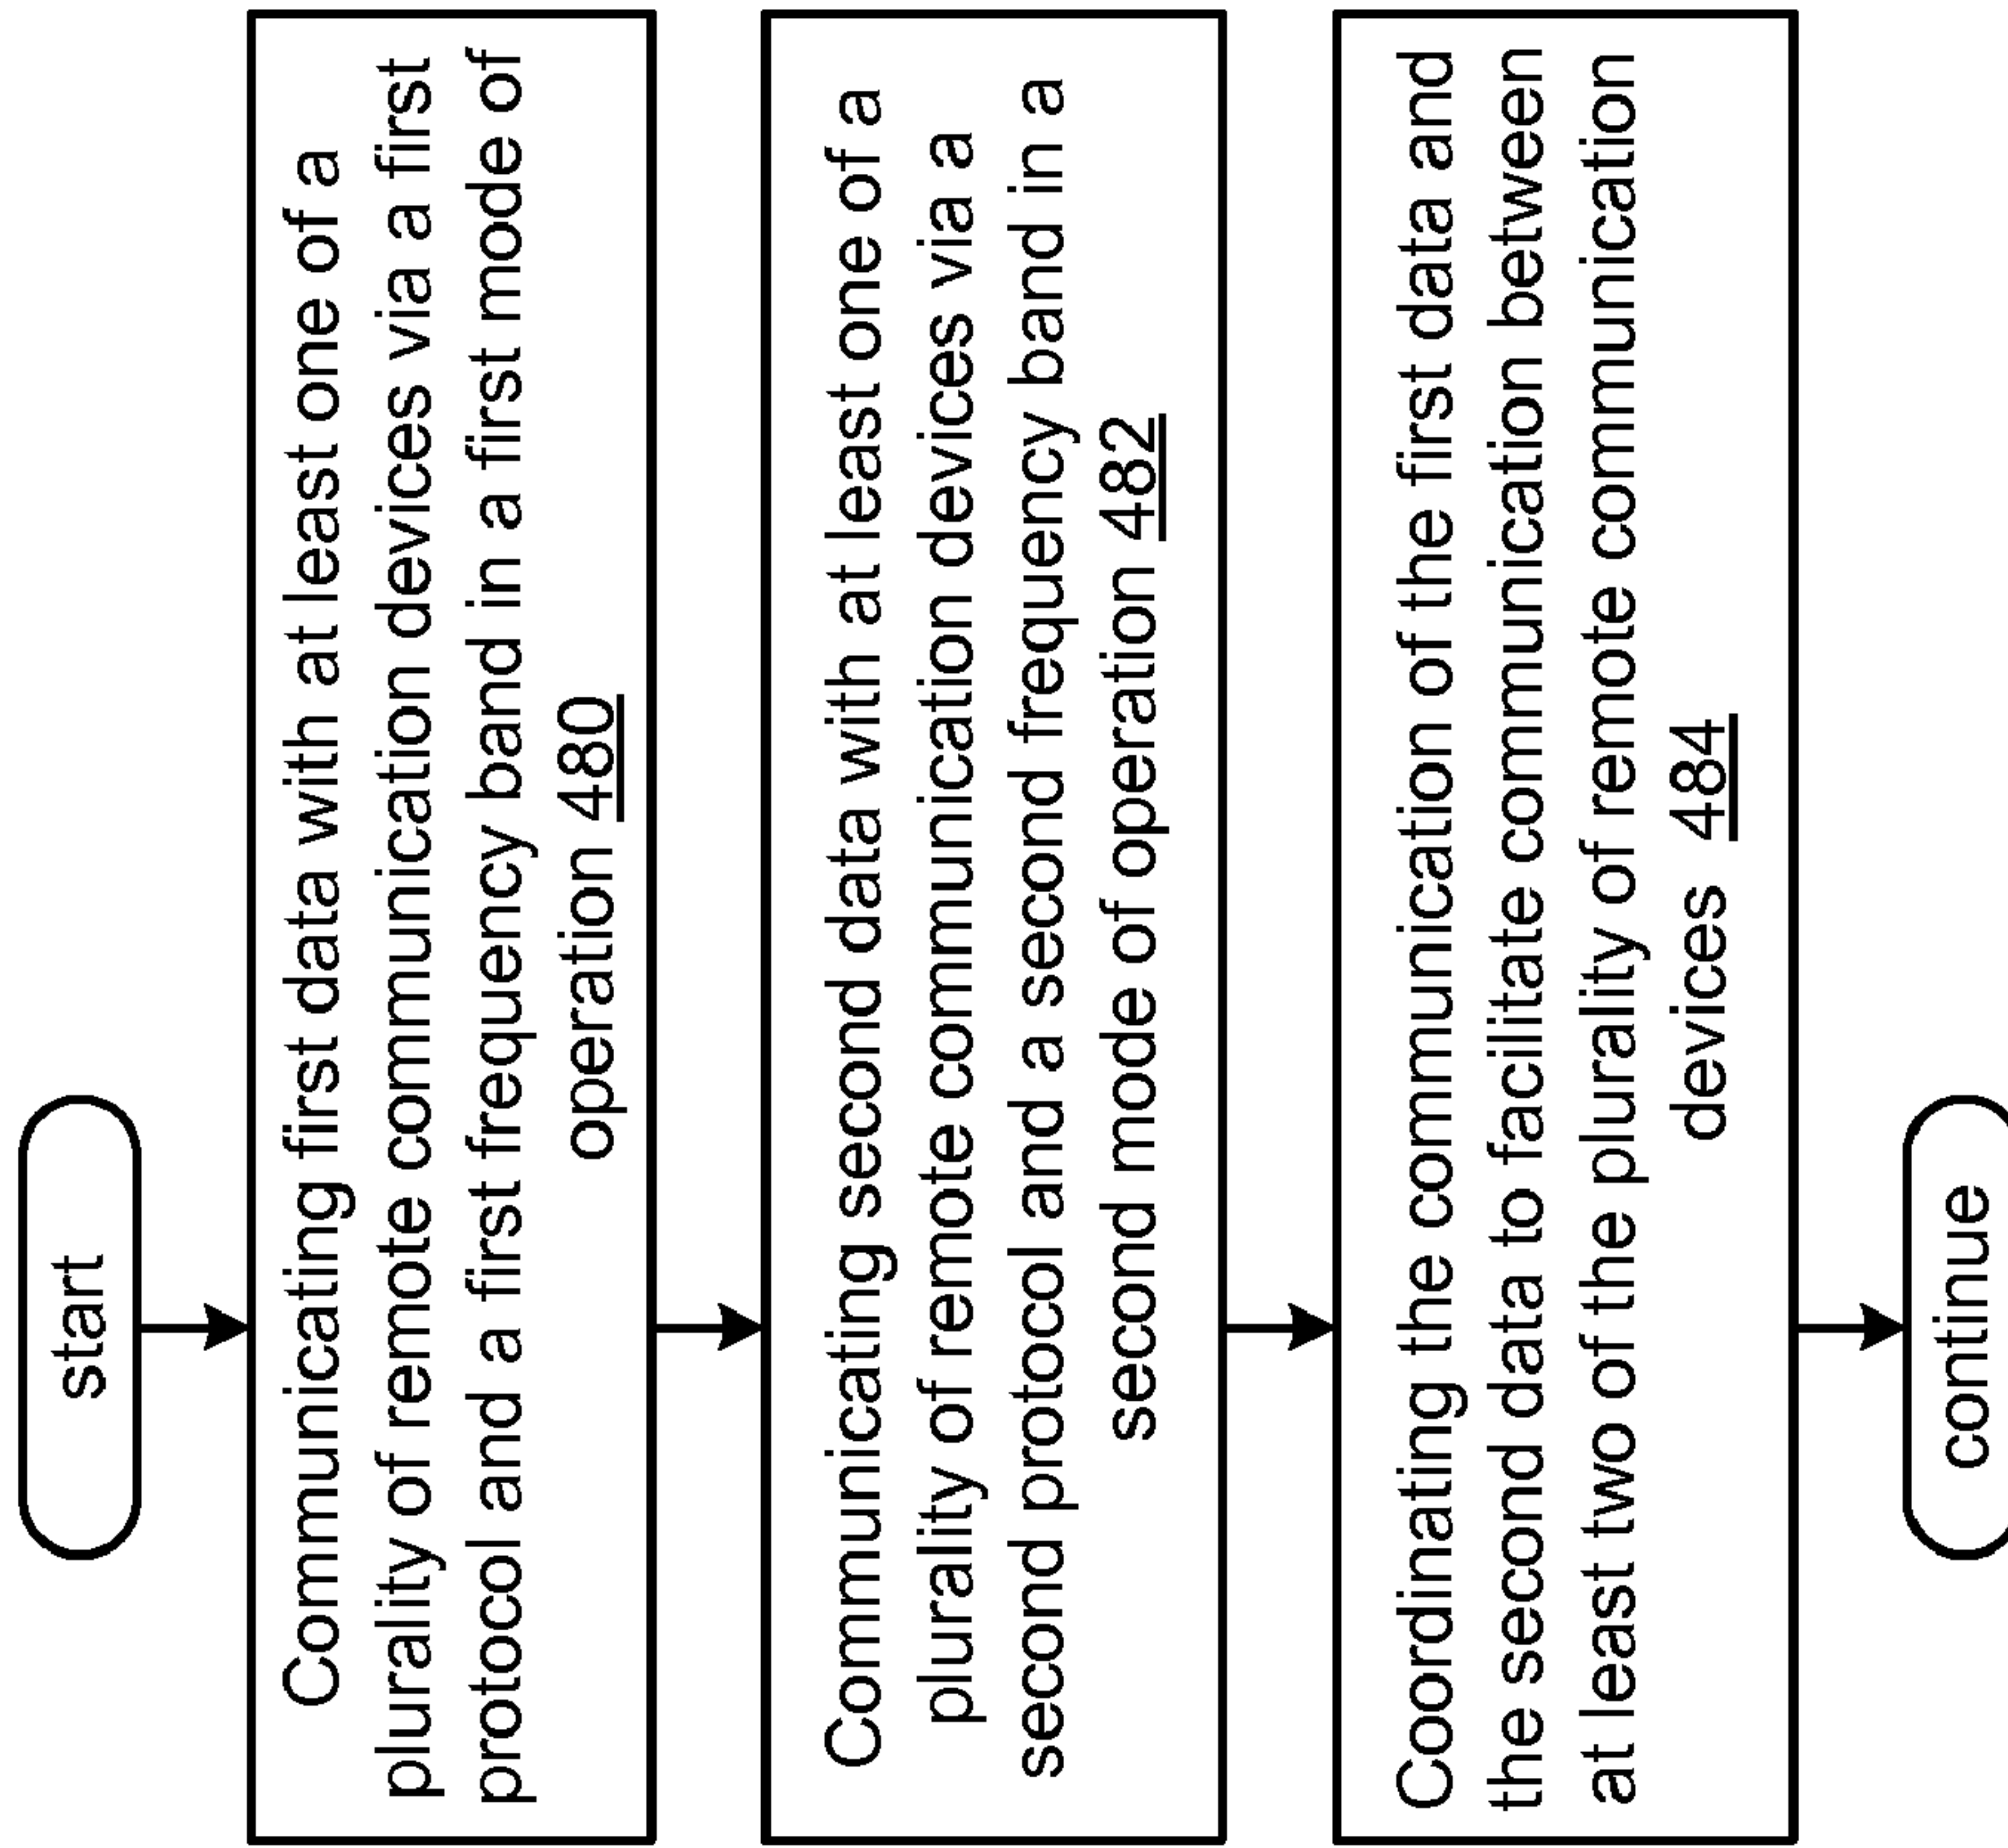 start
Communicating first data with at least one of a
plurality of remote communication devices via a first
protocol and a first frequency band in a first mode of
operation 480
Communicating second data with at least one of a
plurality of remote communication devices via a
second protocol and a second frequency band in a
second mode of operation 482
Coordinating the communication of the first data and
the second data to facilitate communication between
at least two of the plurality of remote communication
devices 484
continue